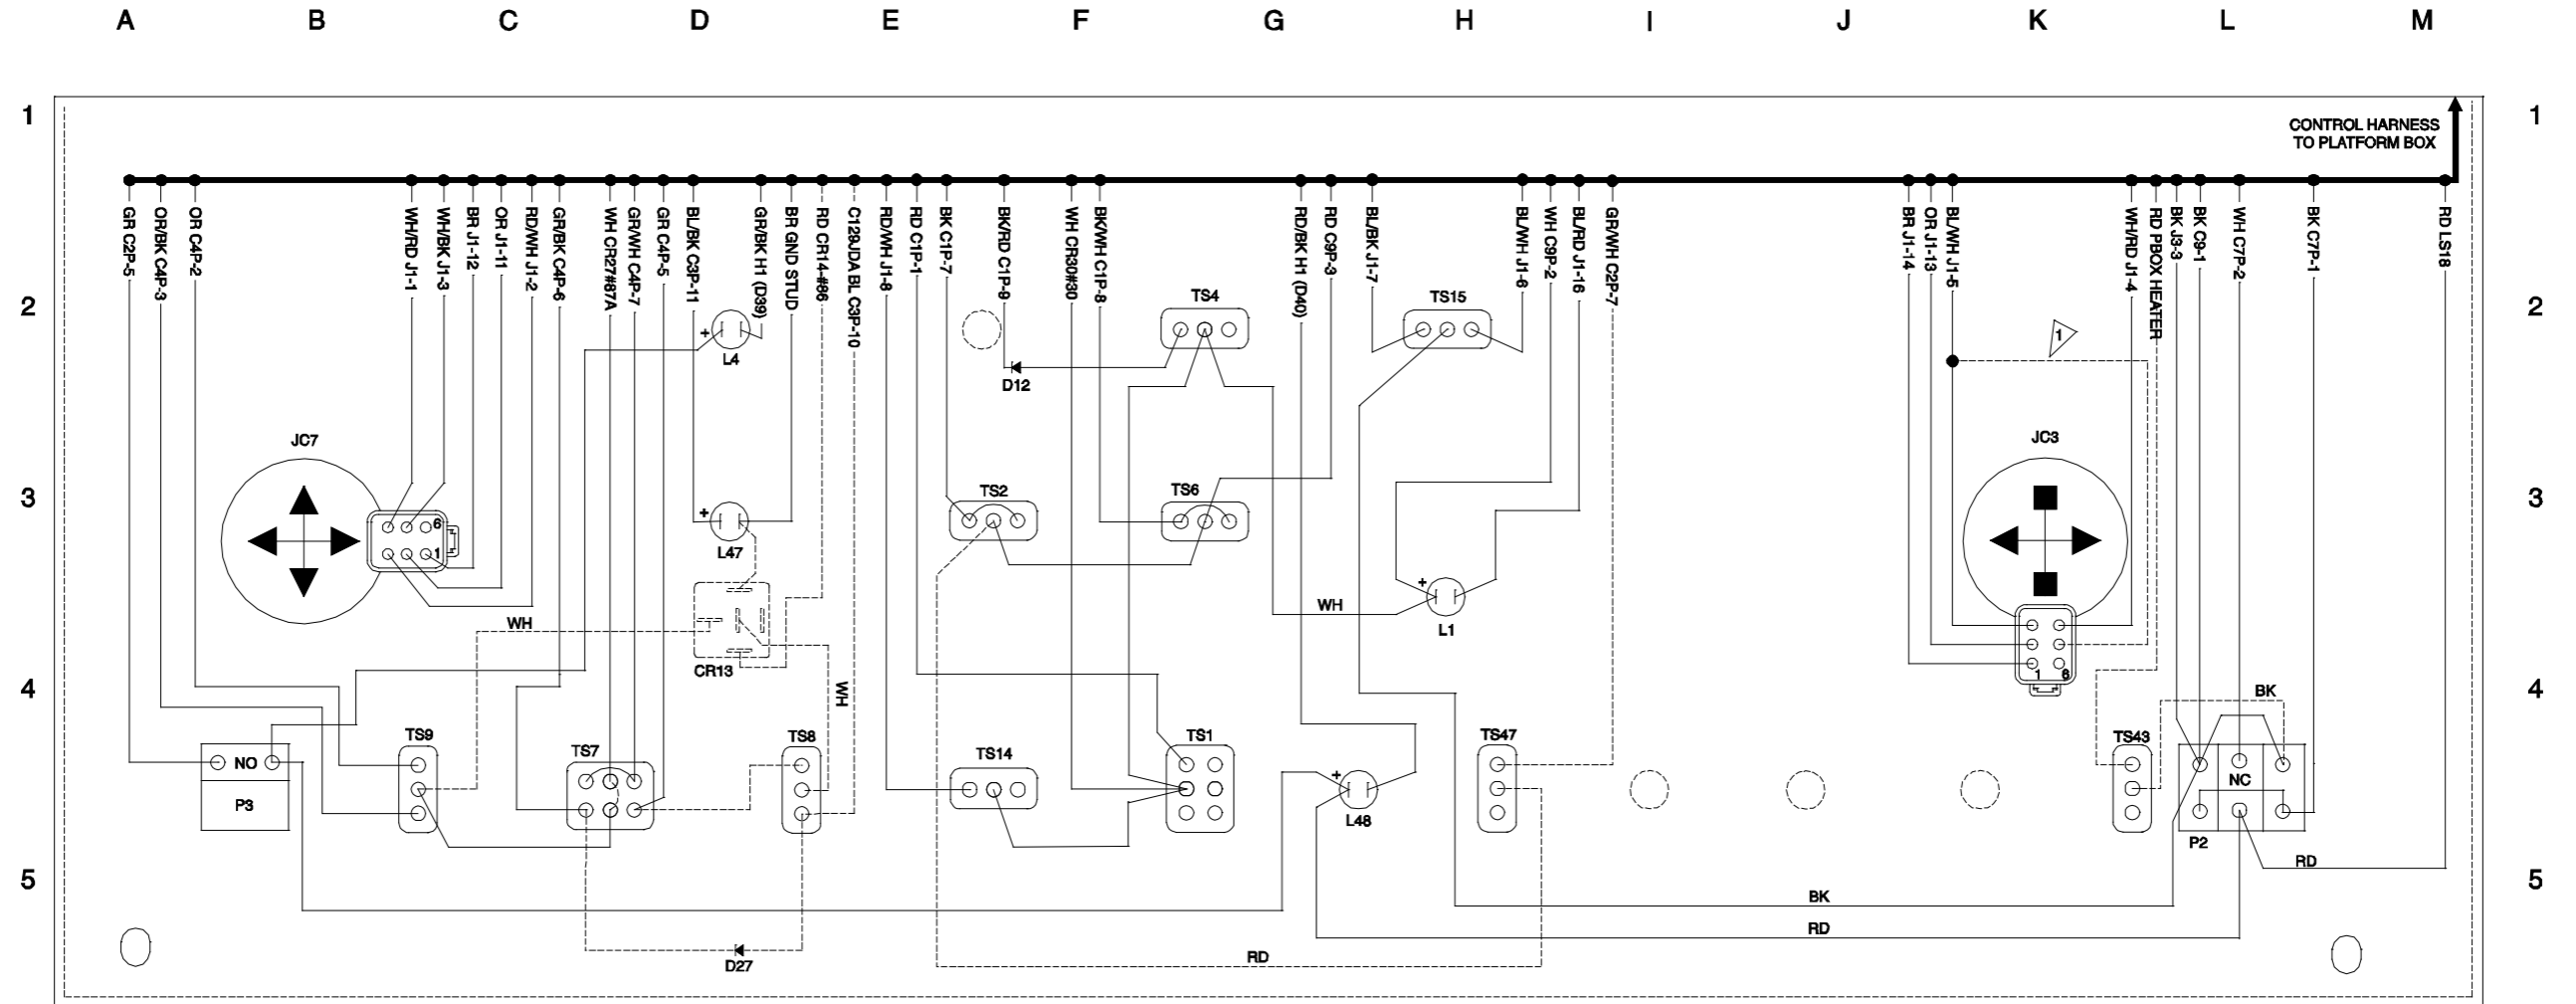 A B C D E F G H I J K L M
1 1
CONTROL HARNESS
TO PLATFORM BOX
GR C2P-5
OR/BK C4P-3
OR C4P-2
WH/RD J1-1
WH/BK J1-3
BR J1-12
OR J1-11
RD/WH J1-2
GR/BK C4P-6
WH CR27#87A
GR/WH C4P-7
GR C4P-5
BL/BK C3P-11
GR/BK H1 (D39)
BR GND STUD
RD CR14-#86
C128JDA BL C3P-10
RD/WH J1-8
RD C1P-1
BK C1P-7
BK/RD C1P-9
WH CR30#30
BK/WH C1P-8
RD/BK H1 (D40)
RD C9P-3
BL/BK J1-7
BL/WH J1-6
WH C9P-2
BL/RD J1-16
GR/WH C2P-7
BR J1-14
OR J1-13
BL/WH J1-5
WH/RD J1-4
RD PBOX HEATER
BK J3-3
BK C9-1
WH C7P-2
BK C7P-1
RD LS18
2 2
TS4
TS15
+
L4
1
D12
JC7
JC3
3 3
TS2
TS6
6
1
+
L47
+
WH
L1
WH
CR13
1 6
4 4
WH
BK
TS9
TS7
TS8
TS14
TS1
TS47
TS43
NO
P3
+
L48
NC
P2
RD
5 5
BK
RD
RD
D27